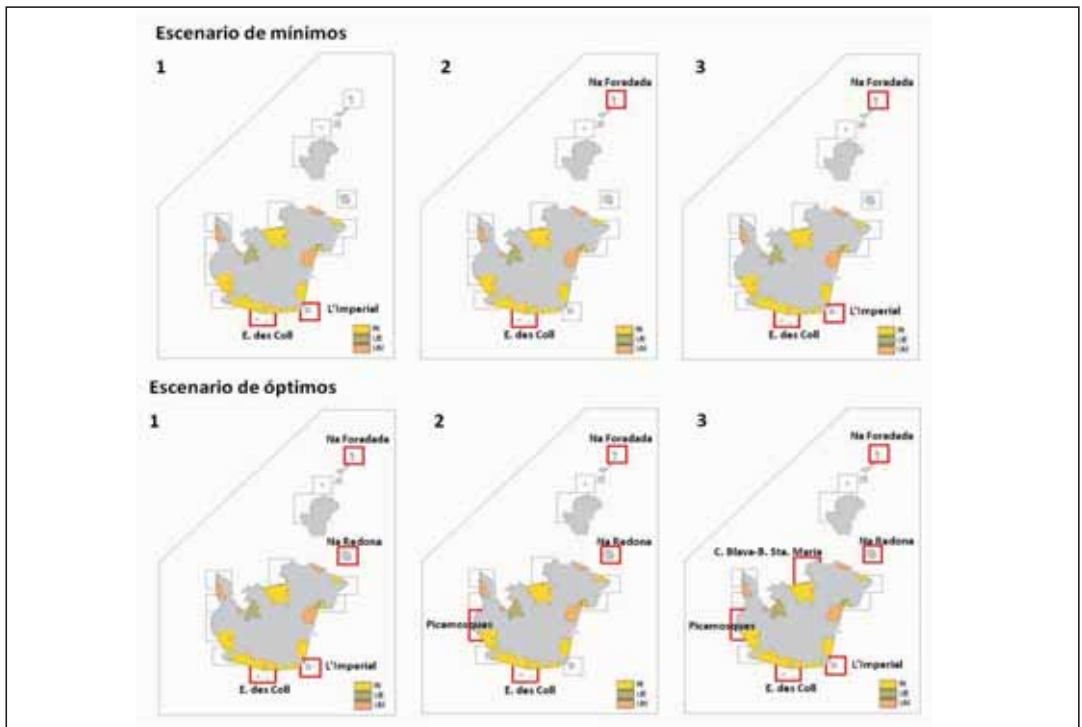 Escenario de mínimos
1
2
3
Na Foradada
Na Foradada
L'Imperial
E. des Coll
E. des Coll
L'Imperial
E. des Coll
Escenario de óptimos
1
2
3
Na Foradada
Na Foradada
Na Foradada
Na Redona
Na Redona
C. Blava-B. Sta. Maria
Na Redona
Picamosques
Picamosques
L'Imperial
E. des Coll
E. des Coll
L'Imperial
E. des Coll